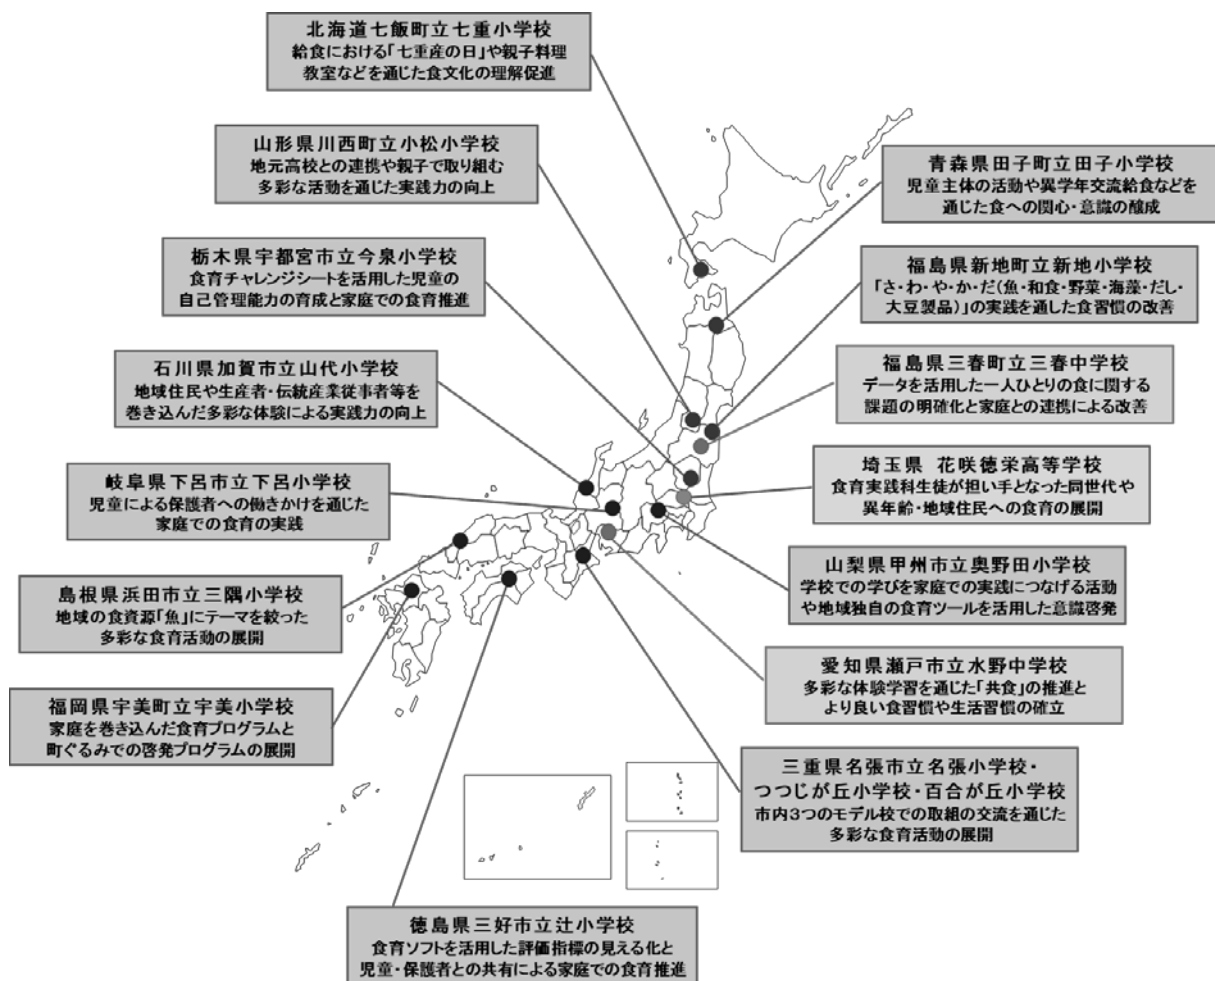 北海道七飯町立七重小学校
給食における「七重産の日」や親子料理
教室などを通じた食文化の理解促進
山形県川西町立小松小学校
地元高校との連携や親子で取り組む
多彩な活動を通じた実践力の向上
青森県田子町立田子小学校
児童主体の活動や異学年交流給食などを
通じた食への関心・意識の醸成
栃木県宇都宮市立今泉小学校
食育チャレンジシートを活用した児童の
自己管理能力の育成と家庭での食育推進
福島県新地町立新地小学校
「さ・わ・や・か・だ(魚・和食・野菜・海藻・だし・
大豆製品)」の実践を通した食習慣の改善
石川県加賀市立山代小学校
地域住民や生産者・伝統産業従事者等を
巻き込んだ多彩な体験による実践力の向上
福島県三春町立三春中学校
データを活用した一人ひとりの食に関する
課題の明確化と家庭との連携による改善
岐阜県下呂市立下呂小学校
児童による保護者への働きかけを通じた
家庭での食育の実践
埼玉県 花咲徳栄高等学校
食育実践科生徒が担い手となった同世代や
異年齢・地域住民への食育の展開
島根県浜田市立三隅小学校
地域の食資源「魚」にテーマを絞った
多彩な食育活動の展開
山梨県甲州市立奥野田小学校
学校での学びを家庭での実践につなげる活動
や地域独自の食育ツールを活用した意識啓発
愛知県瀬戸市立水野中学校
多彩な体験学習を通じた「共食」の推進と
より良い食習慣や生活習慣の確立
福岡県宇美町立宇美小学校
家庭を巻き込んだ食育プログラムと
町ぐるみでの啓発プログラムの展開
三重県名張市立名張小学校・
つつじが丘小学校・百合が丘小学校
市内3つのモデル校での取組の交流を通じた
多彩な食育活動の展開
徳島県三好市立辻小学校
食育ソフトを活用した評価指標の見える化と
児童・保護者との共有による家庭での食育推進